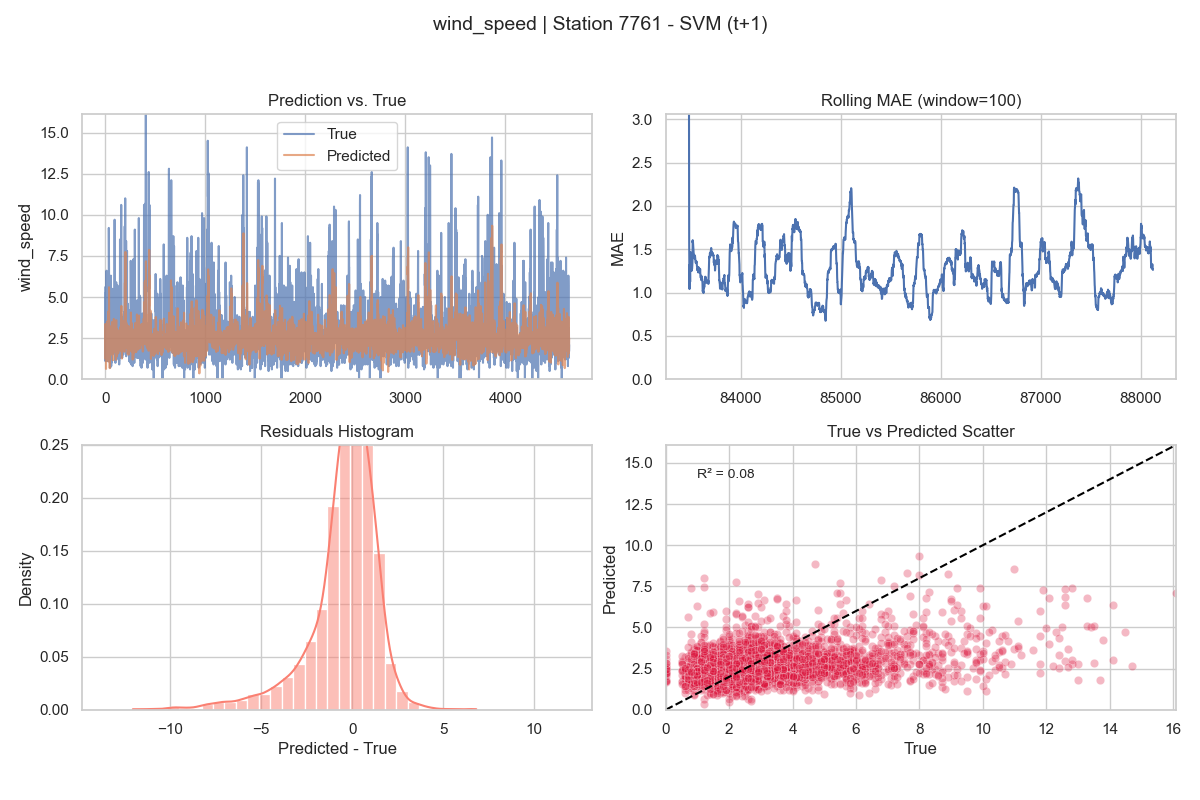 wind_speed | Station 7761 - SVM (t+1)
Prediction vs. True
True
Predicted
wind_speed
15.0
12.5
10.0
7.5
5.0
2.5
0.0
0 1000 2000 3000 4000
Rolling MAE (window=100)
MAE
3.0
2.5
2.0
1.5
1.0
0.5
0.0
84000 85000 86000 87000 88000
Residuals Histogram
Density
0.25
0.20
0.15
0.10
0.05
0.00
−10 −5 0 5 10
Predicted - True
True vs Predicted Scatter
R² = 0.08
Predicted
15.0
12.5
10.0
7.5
5.0
2.5
0.0
0 2 4 6 8 10 12 14 16
True